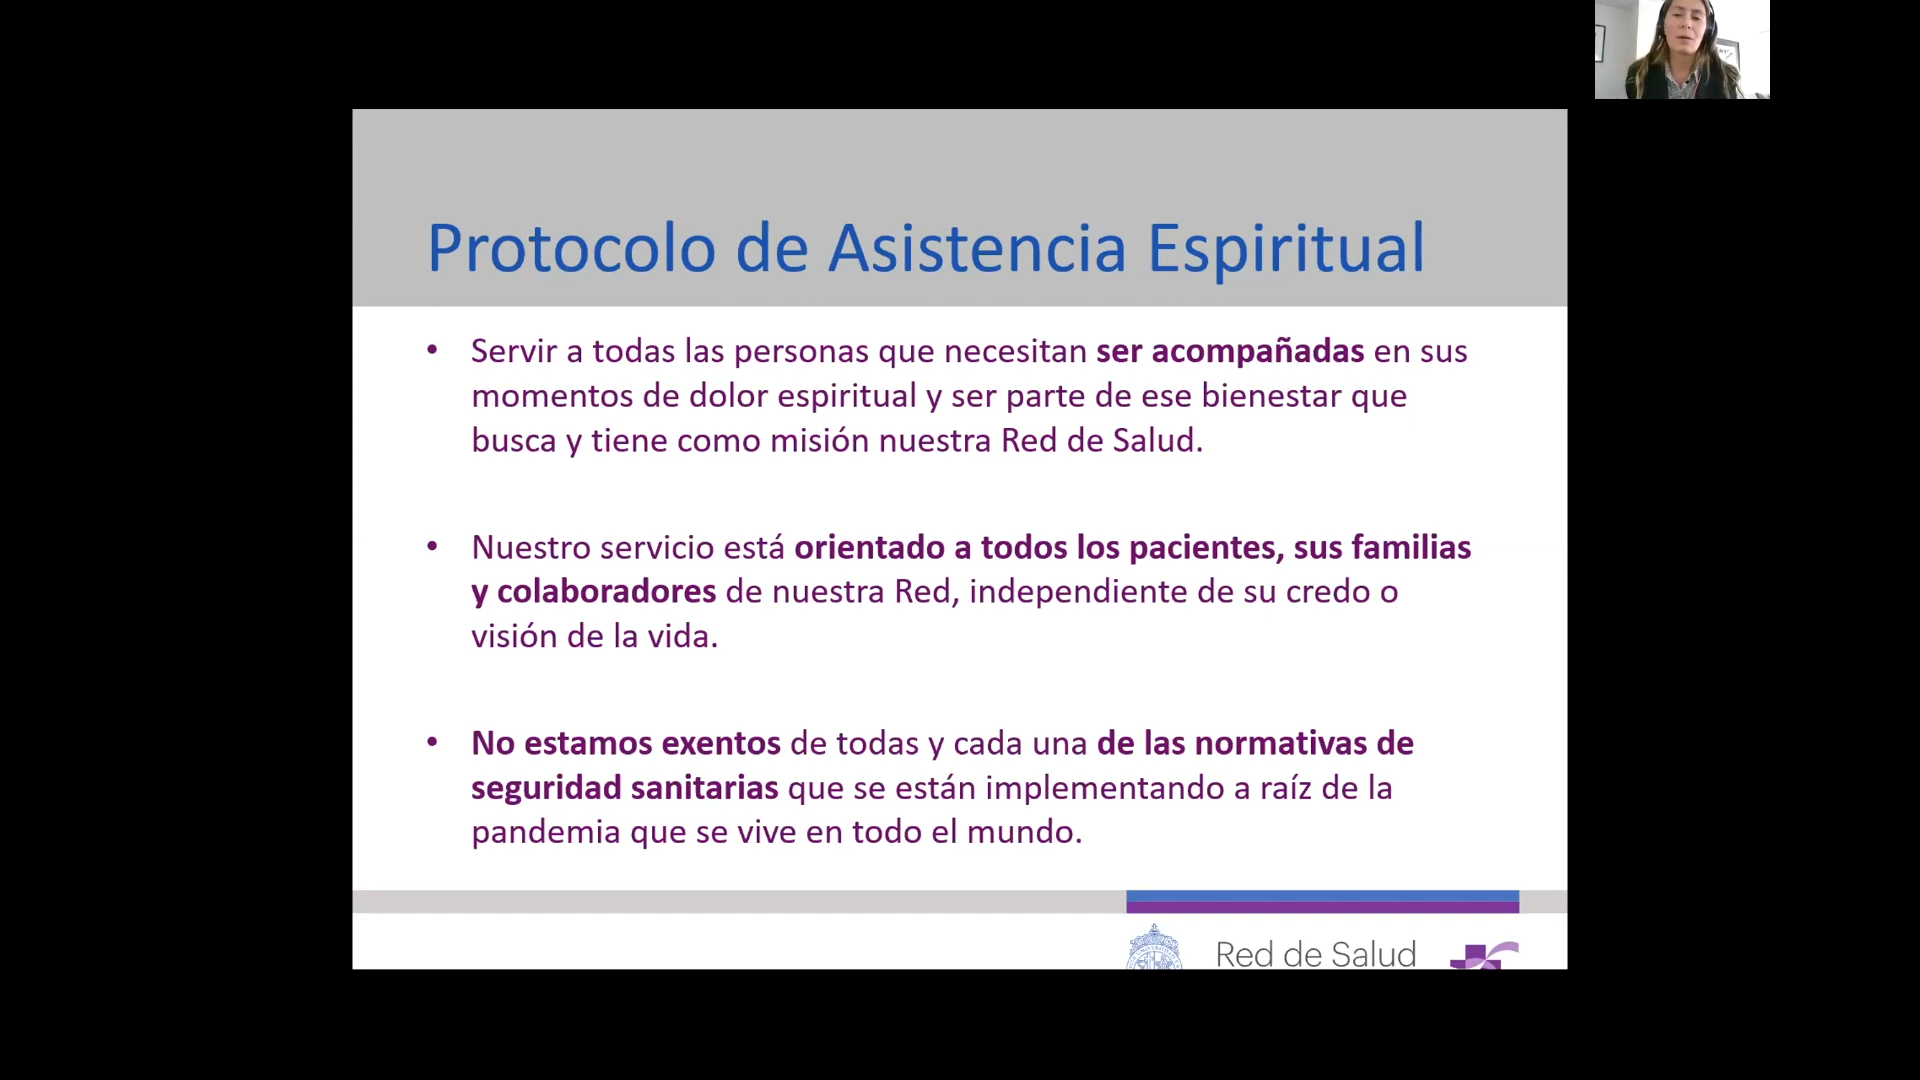 Protocolo de Asistencia Espiritual
• Servir a todas las personas que necesitan ser acompañadas en sus
momentos de dolor espiritual y ser parte de ese bienestar que
busca y tiene como misión nuestra Red de Salud.
• Nuestro servicio está orientado a todos los pacientes, sus familias
y colaboradores de nuestra Red, independiente de su credo o
visión de la vida.
• No estamos exentos de todas y cada una de las normativas de
seguridad sanitarias que se están implementando a raíz de la
pandemia que se vive en todo el mundo.
Red de Salud